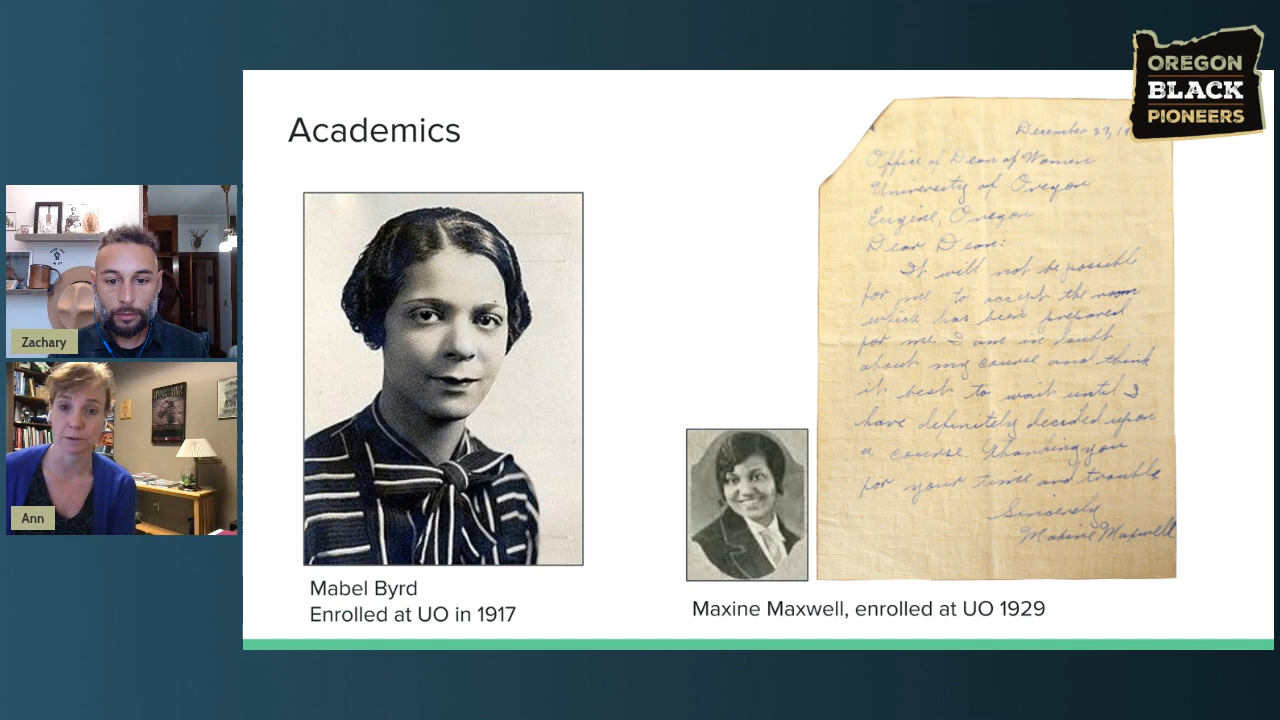 OREGON
BLACK
PIONEERS
Academics
Zachary
Ann
Mabel Byrd
Enrolled at UO in 1917
December 29, 19
Office of Dean of Women
University of Oregon
Eugine, Oregon
Dear Dean:
It will not be possible
for me to accept the room
which has been prepared
for me. I am in doubt
about my course and think
it best to wait until I
have definitely decided upon
a course. Thanking you
for your time and trouble
Sincerely
Maxine Maxwell
Maxine Maxwell, enrolled at UO 1929